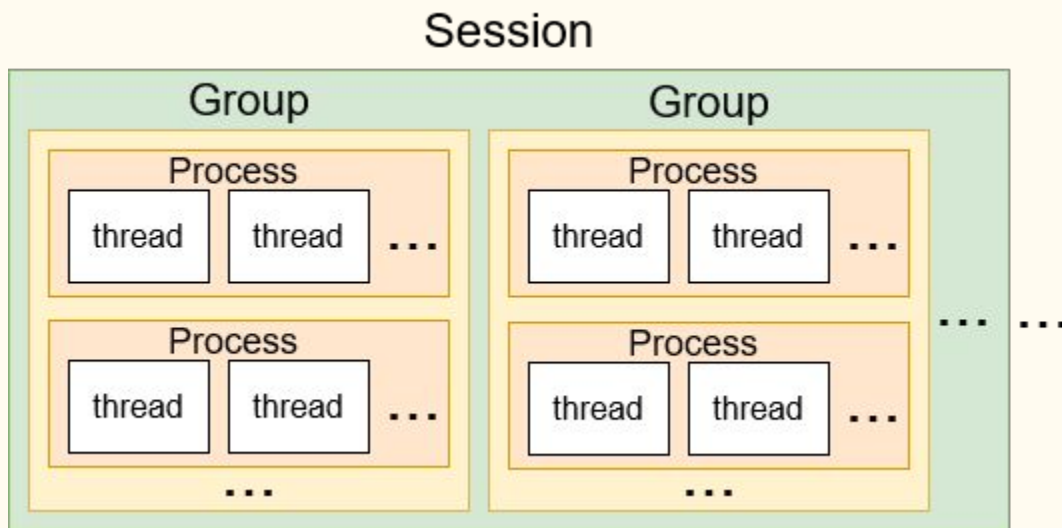 Session
Group
Group
Process
Process
thread
thread
...
thread
thread
...
Process
Process
...
...
thread
thread
...
thread
thread
...
...
...